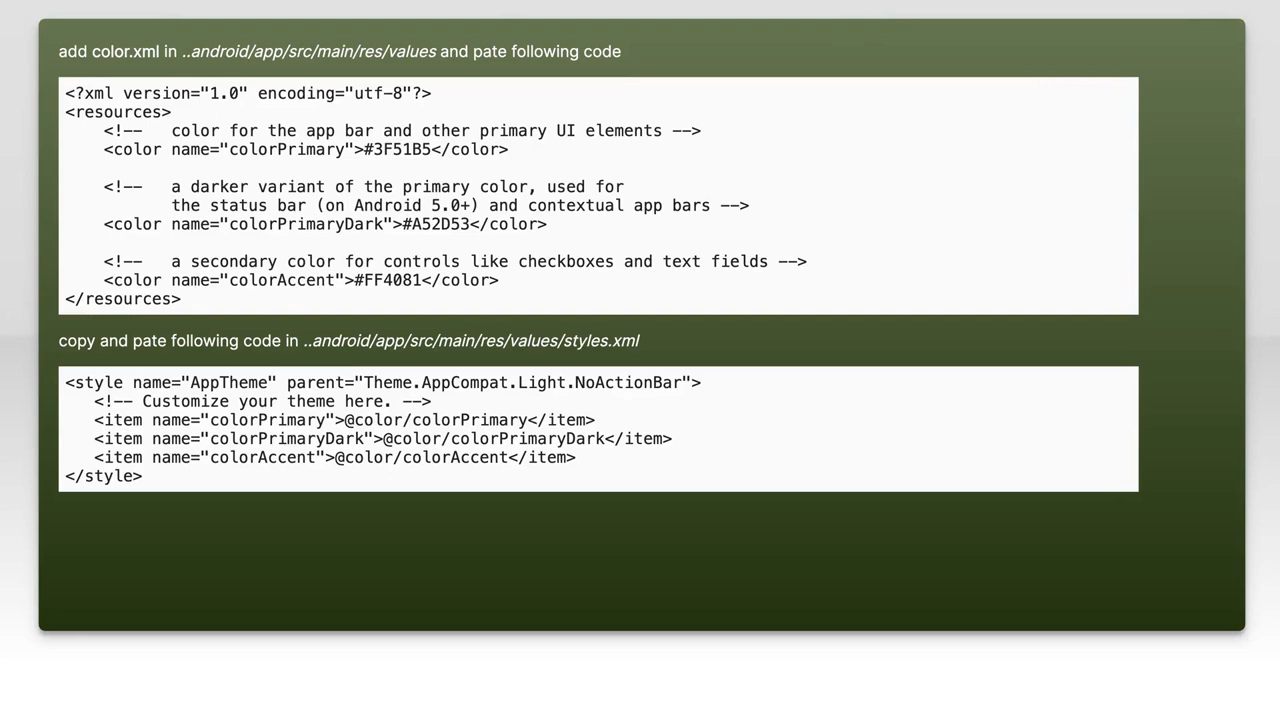 add color.xml in ..android/app/src/main/res/values and pate following code
<?xml version="1.0" encoding="utf-8"?>
<resources>
    <!--   color for the app bar and other primary UI elements -->
    <color name="colorPrimary">#3F51B5</color>

    <!--   a darker variant of the primary color, used for
           the status bar (on Android 5.0+) and contextual app bars -->
    <color name="colorPrimaryDark">#A52D53</color>

    <!--   a secondary color for controls like checkboxes and text fields -->
    <color name="colorAccent">#FF4081</color>
</resources>
copy and pate following code in ..android/app/src/main/res/values/styles.xml
<style name="AppTheme" parent="Theme.AppCompat.Light.NoActionBar">
   <!-- Customize your theme here. -->
   <item name="colorPrimary">@color/colorPrimary</item>
   <item name="colorPrimaryDark">@color/colorPrimaryDark</item>
   <item name="colorAccent">@color/colorAccent</item>
</style>